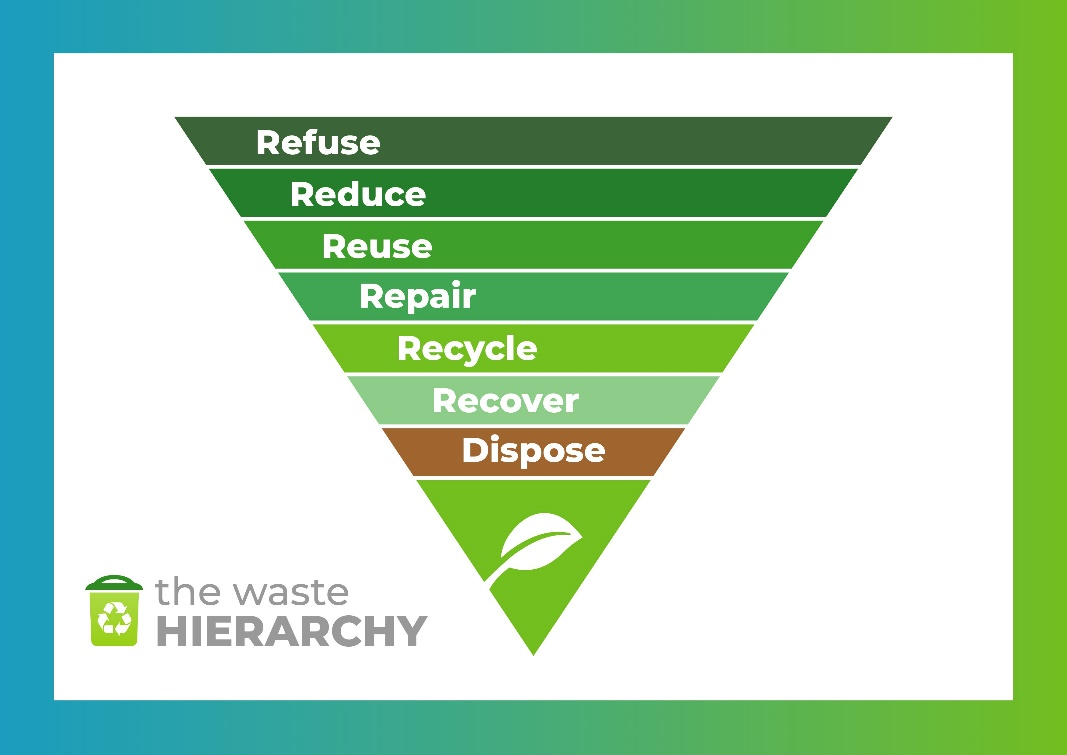 Refuse
Reduce
Reuse
Repair
Recycle
Recover
Dispose
the waste
HIERARCHY